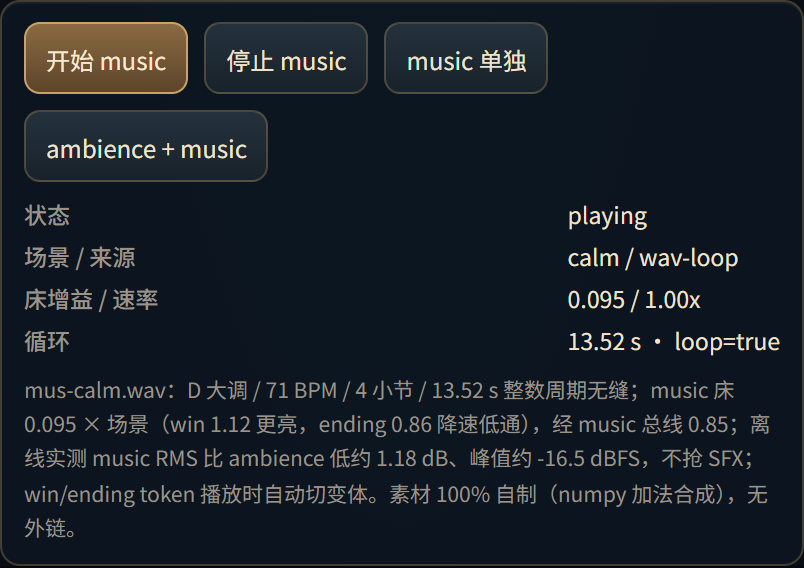 开始 music 停止 music music 单独
ambience + music
状态 playing
场景 / 来源 calm / wav-loop
床增益 / 速率 0.095 / 1.00x
循环 13.52 s · loop=true
mus-calm.wav：D 大调 / 71 BPM / 4 小节 / 13.52 s 整数周期无缝；music 床
0.095 × 场景（win 1.12 更亮，ending 0.86 降速低通），经 music 总线 0.85；离
线实测 music RMS 比 ambience 低约 1.18 dB、峰值约 -16.5 dBFS，不抢 SFX；
win/ending token 播放时自动切变体。素材 100% 自制（numpy 加法合成），无
外链。